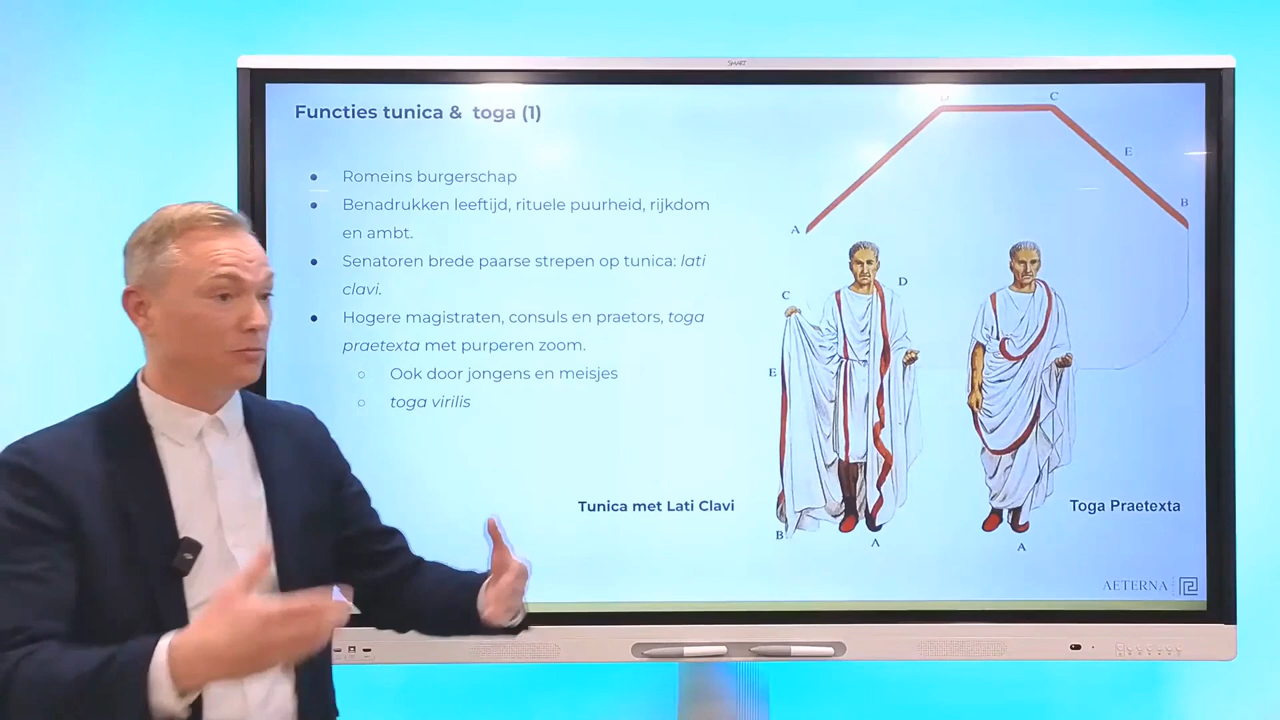 SMART
Functies tunica & toga (1)
● Romeins burgerschap
● Benadrukken leeftijd, rituele puurheid, rijkdom
en ambt.
● Senatoren brede paarse strepen op tunica: lati
clavi.
● Hogere magistraten, consuls en praetors, toga
praetexta met purperen zoom.
○ Ook door jongens en meisjes
○ toga virilis
D C
E
B
A
D
C
E
B
A
A
Tunica met Lati Clavi
Toga Praetexta
AETERNA